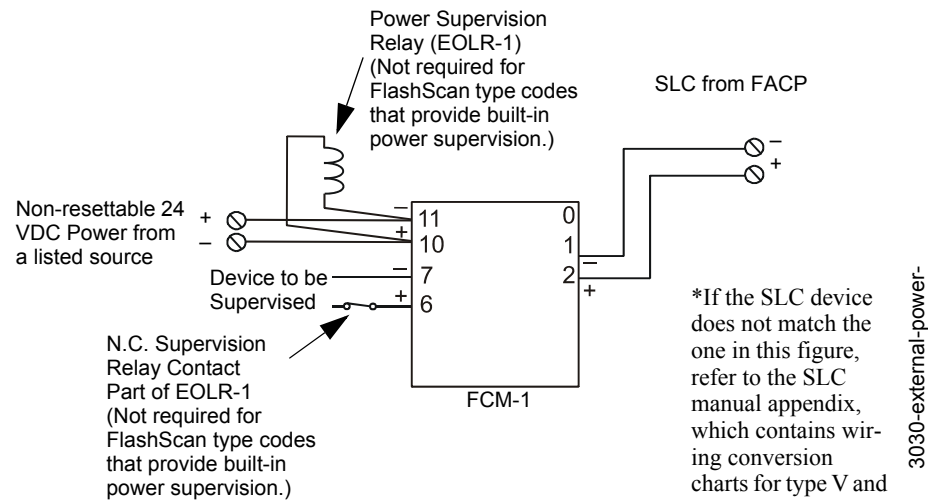 Power Supervision
Relay (EOLR-1)
(Not required for
FlashScan type codes
that provide built-in
power supervision.)
SLC from FACP
–
+
Non-resettable 24
VDC Power from
a listed source
+
–
–
+
11
10
0
1
2
–
+
Device to be
Supervised
–
+
7
6
N.C. Supervision
Relay Contact
Part of EOLR-1
(Not required for
FlashScan type codes
that provide built-in
power supervision.)
FCM-1
*If the SLC device
does not match the
one in this figure,
refer to the SLC
manual appendix,
which contains wir-
ing conversion
charts for type V and
3030-external-power-